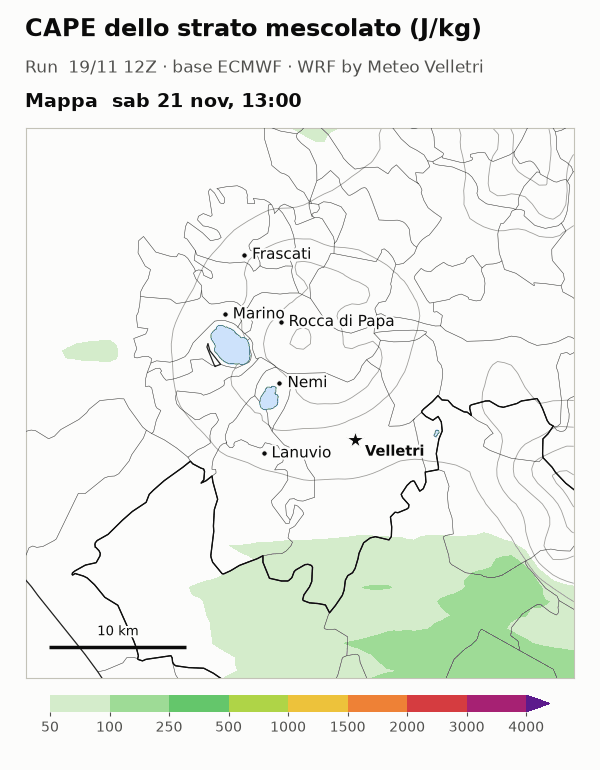 CAPE dello strato mescolato (J/kg)
Run  19/11 12Z · base ECMWF · WRF by Meteo Velletri
Mappa  sab 21 nov, 13:00
Frascati
Marino
Rocca di Papa
Nemi
Velletri
Lanuvio
10 km
50 100 250 500 1000 1500 2000 3000 4000